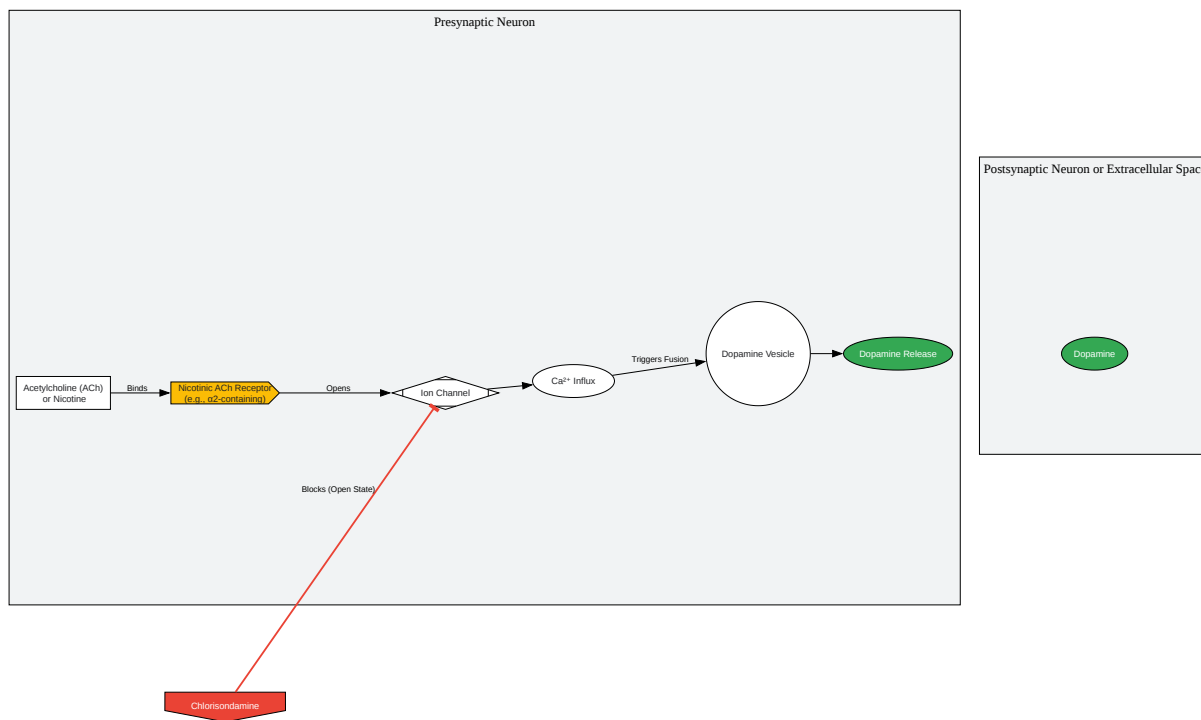 Presynaptic Neuron
Postsynaptic Neuron or Extracellular Spac
Dopamine Vesicle
Dopamine Release
Dopamine
Triggers Fusion
Ca²⁺ Influx
Acetylcholine (ACh)
or Nicotine
Binds
Nicotinic ACh Receptor
(e.g., α2-containing)
Opens
Ion Channel
Blocks (Open State)
Chlorisondamine